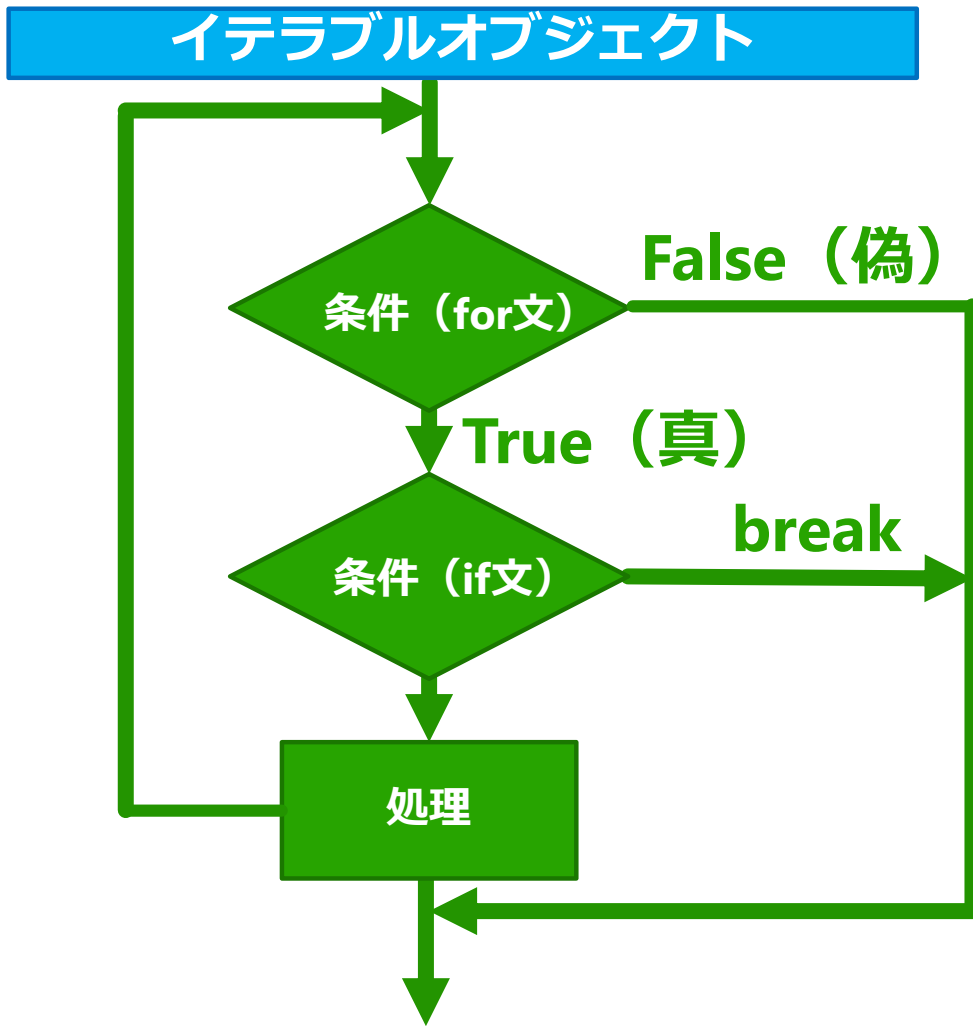 イテラブルオブジェクト
条件（for文）
False（偽）
True（真）
条件（if文）
break
処理